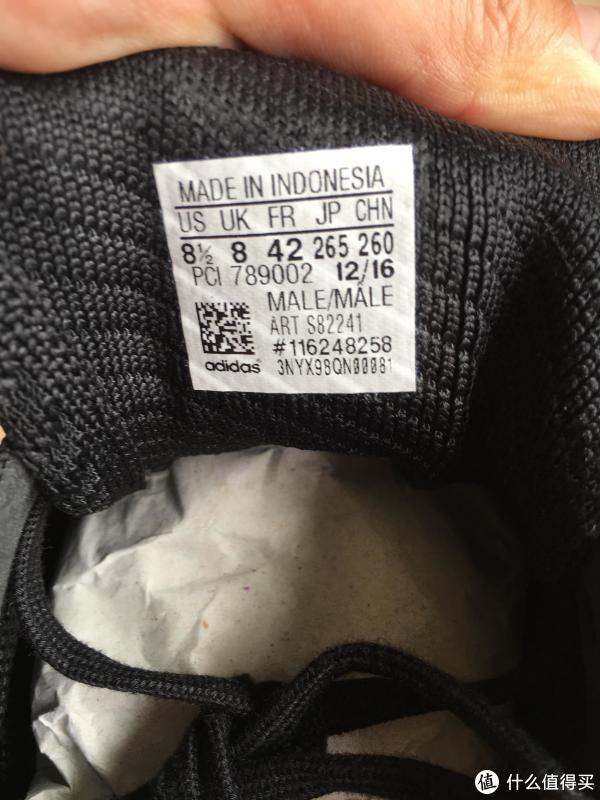 MADE IN INDONESIA
US UK FR JP CHN
8½ 8 42 265 260
PCI 789002 12/16
MALE/MÂLE
ART S82241
#116248258
adidas® 3NYX98QN00081
值 什么值得买